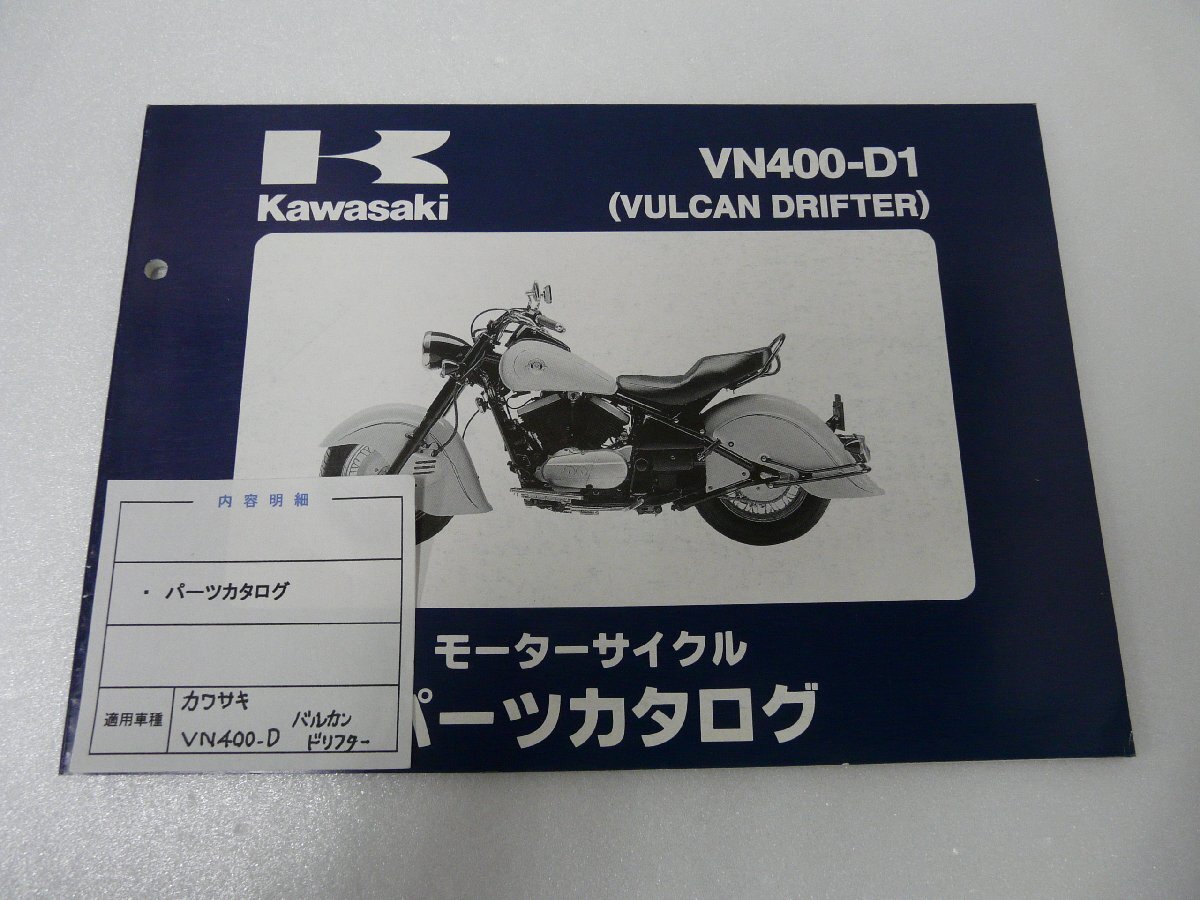 Kawasaki
VN400-D1
(VULCAN DRIFTER)
モーターサイクル
パーツカタログ
内容明細
・ パーツカタログ
適用車種
カワサキ
VN400-D
バルカン
ドリフター